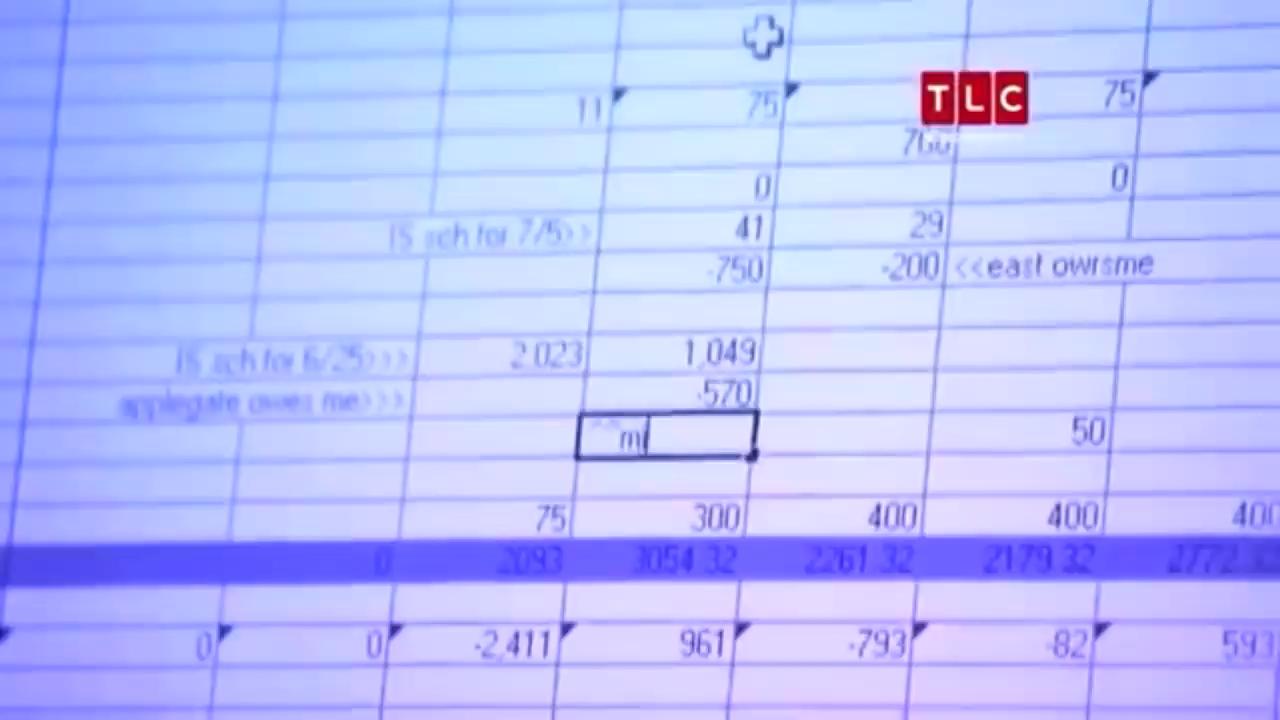 TLC
11 75 75
0 0
IS sch for 7/5>> 41 29
-750 -200 <<east owrsme
IS sch for 6/25>>> 2,023 1,049
applegate owes me>>> -570
50
75 300 400 400 400
0 2093 3054.32 2261.32 2179.32
0 0 -2,411 961 -793 -82 593